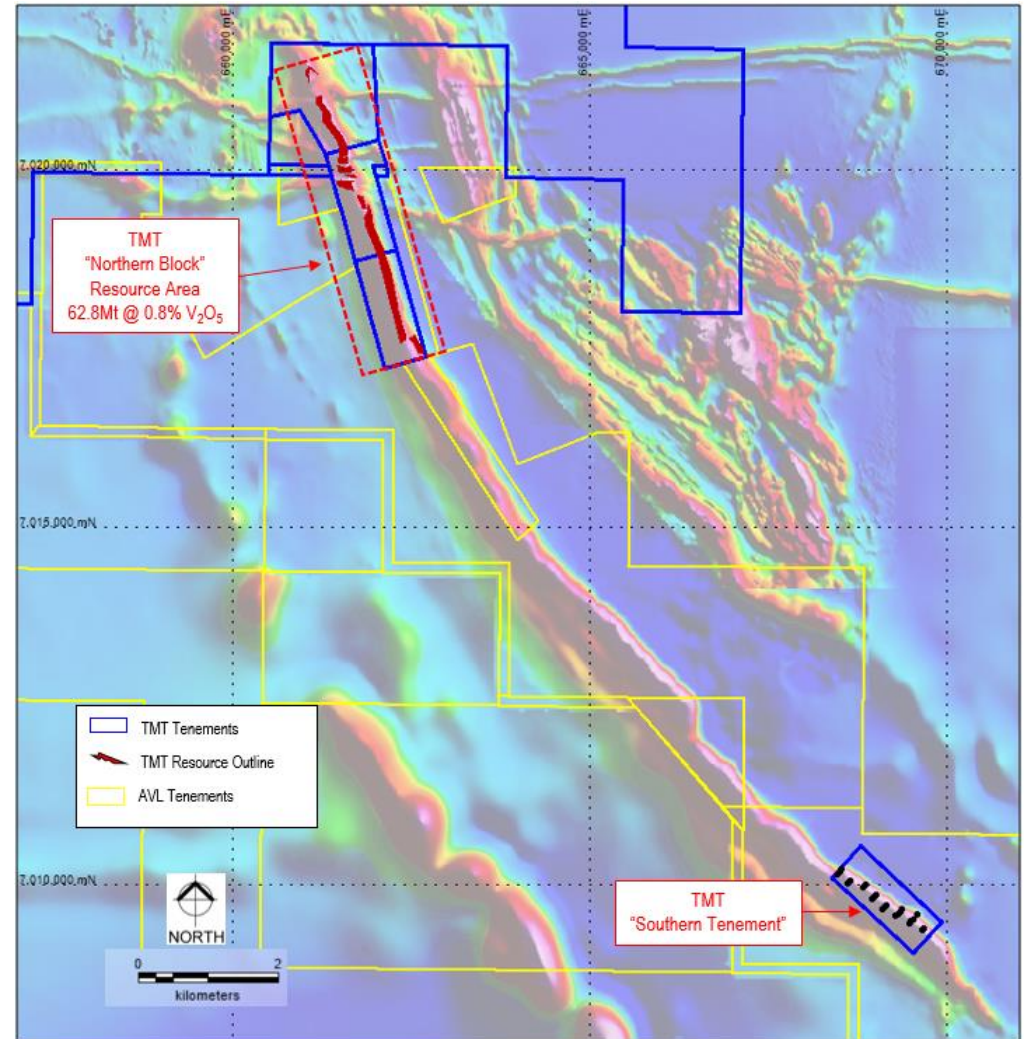 660,000 mE
665,000 mE
670,000 mE
7,020,000 mN
TMT
“Northern Block”
Resource Area
62.8Mt @ 0.8% V₂O₅
7,015,000 mN
TMT Tenements
TMT Resource Outline
AVL Tenements
7,010,000 mN
NORTH
0 2
kilometers
TMT
“Southern Tenement”